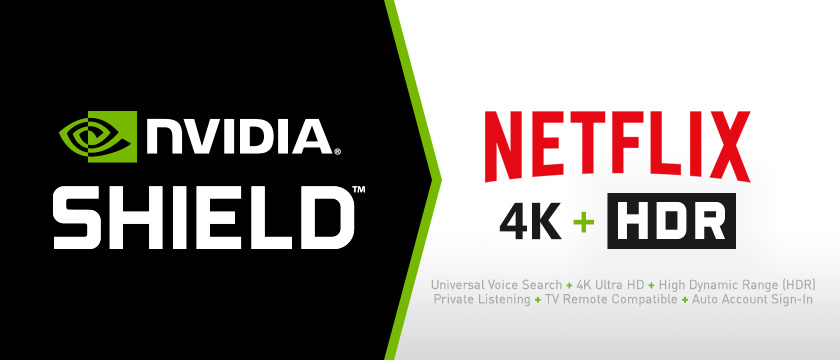 NVIDIA®
SHIELD™
NETFLIX
4K + HDR
Universal Voice Search + 4K Ultra HD + High Dynamic Range (HDR)
Private Listening + TV Remote Compatible + Auto Account Sign-In